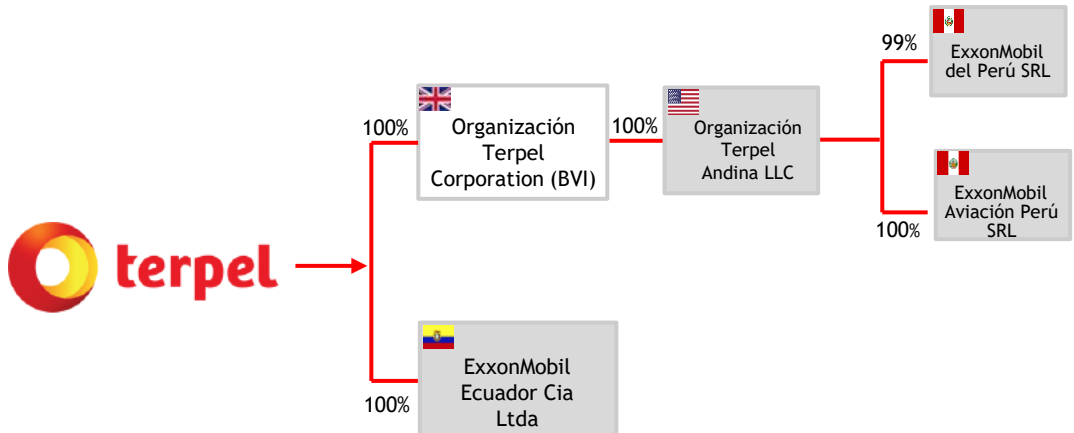 99%
ExxonMobil
del Perú SRL
100%
Organización
Terpel
Corporation (BVI)
100%
Organización
Terpel
Andina LLC
ExxonMobil
Aviación Perú
SRL
100%
terpel
ExxonMobil
Ecuador Cia
Ltda
100%